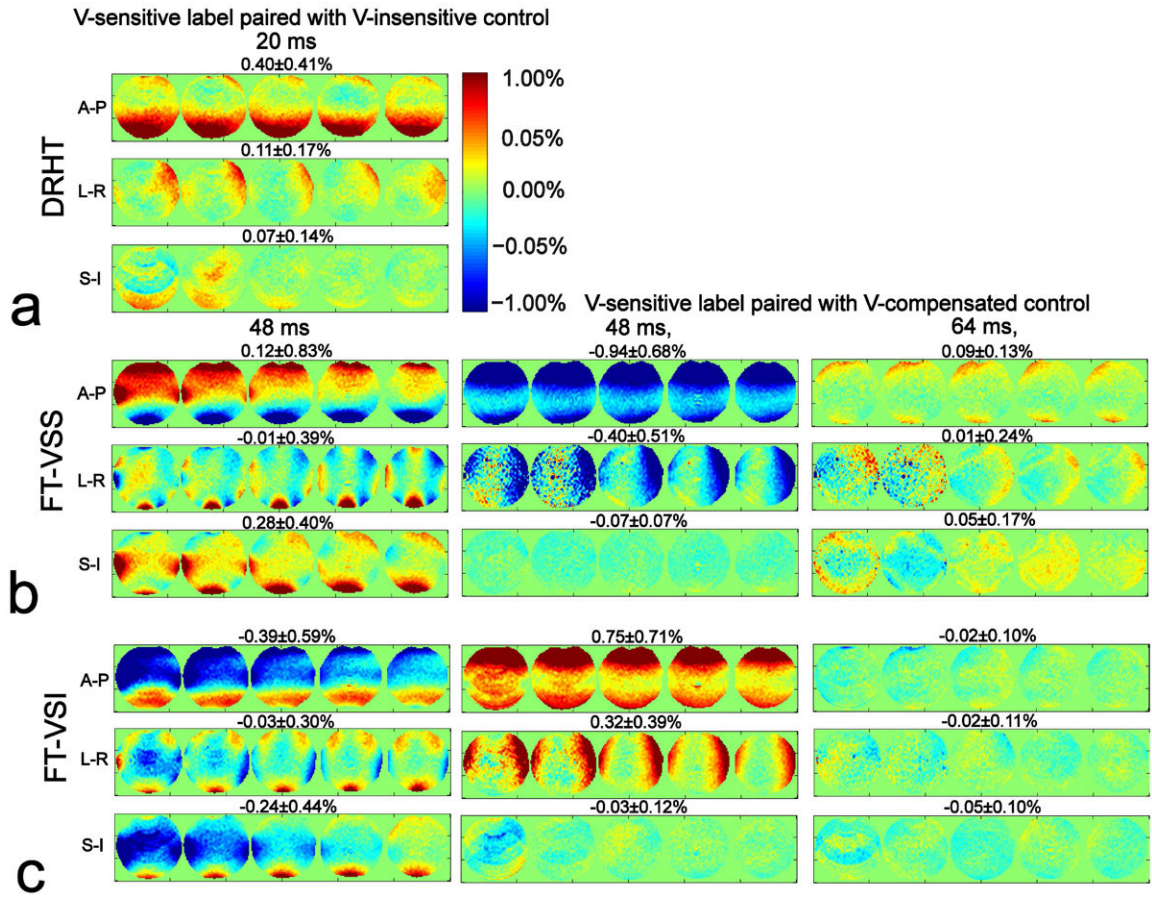 V-sensitive label paired with V-insensitive control
20 ms
0.40±0.41%
A-P
0.11±0.17%
L-R
0.07±0.14%
S-I
DRHT
1.00%
0.05%
0.00%
−0.05%
−1.00%
a
V-sensitive label paired with V-compensated control
48 ms
48 ms,
64 ms,
0.12±0.83%
-0.94±0.68%
0.09±0.13%
A-P
-0.01±0.39%
-0.40±0.51%
0.01±0.24%
L-R
0.28±0.40%
-0.07±0.07%
0.05±0.17%
S-I
FT-VSS
b
-0.39±0.59%
0.75±0.71%
-0.02±0.10%
A-P
-0.03±0.30%
0.32±0.39%
-0.02±0.11%
L-R
-0.24±0.44%
-0.03±0.12%
-0.05±0.10%
S-I
FT-VSI
c